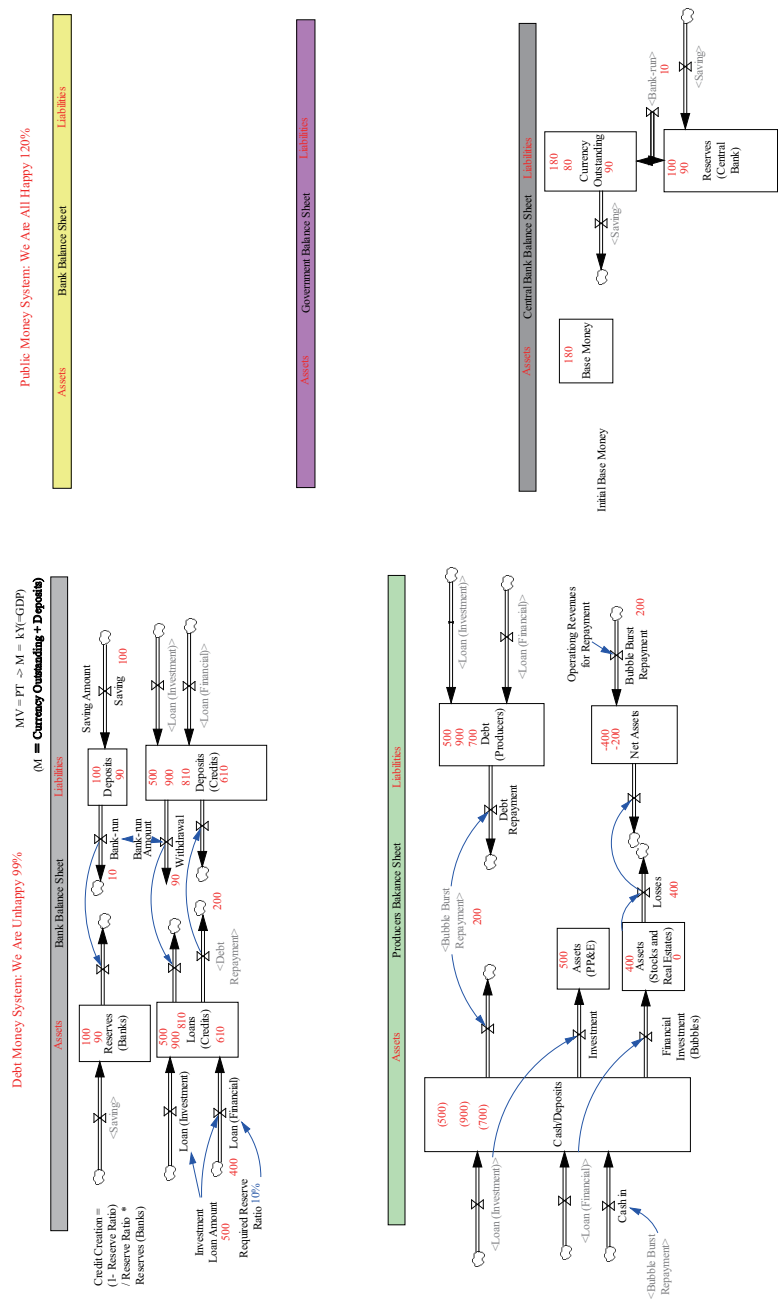 Debt Money System: We Are Unhappy 99%
MV = PT -> M = kY(=GDP)
(M = Currency Outstanding + Deposits)
Assets
Bank Balance Sheet
Liabilities
Credit Creation =
(1- Reserve Ratio)
/ Reserve Ratio *
Reserves (Banks)
<Saving>
100
90
Reserves
(Banks)
10
Bank-run
Bank-run
Amount
100
Deposits
90
Saving Amount
Saving
100
Loan (Investment)
Investment
Loan Amount
500
400
Loan (Financial)
Required Reserve
Ratio 10%
500
900
810
Loans
(Credits)
610
90
Withdrawal
200
<Debt
Repayment>
500
900
810
Deposits
(Credits)
610
<Loan (Investment)>
<Loan (Financial)>
Assets
Producers Bakance Sheet
Liabilities
<Loan (Investment)>
<Loan (Financial)>
Cash in
<Bubble Burst
Repayment>
(500)
(900)
(700)
Cash/Deposits
<Bubble Burst
Repayment>
200
Investment
500
Assets
(PP&E)
Financial
Investment
(Bubbles)
400
Assets
(Stocks and
Real Estates)
0
Losses
400
Debt
Repayment
500
900
700
Debt
(Producers)
<Loan (Investment)>
<Loan (Financial)>
-400
-200
Net Assets
Operationg Revenues
for Repayment
Bubble Burst
Repayment
200
Public Money System: We Are All Happy 120%
Assets
Bank Balance Sheet
Liabilities
Assets
Government Balance Sheet
Liabilities
Assets
Central Bank Balance Sheet
Liabilities
Initial Base Money
180
Base Money
<Saving>
180
80
Currency
Outstanding
90
<Bank-run>
10
100
90
Reserves
(Central
Bank)
<Saving>